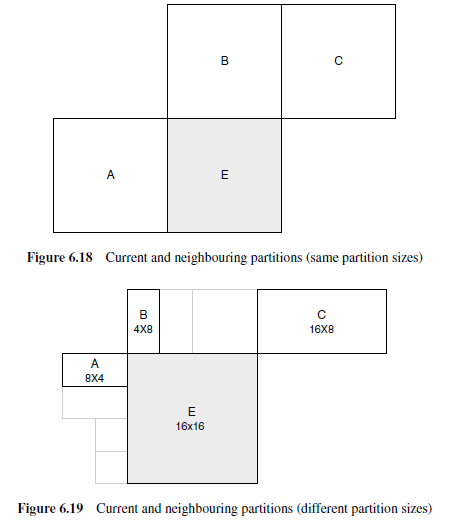 B
C
A
E
Figure 6.18 Current and neighbouring partitions (same partition sizes)
B
4X8
C
16X8
A
8X4
E
16x16
Figure 6.19 Current and neighbouring partitions (different partition sizes)